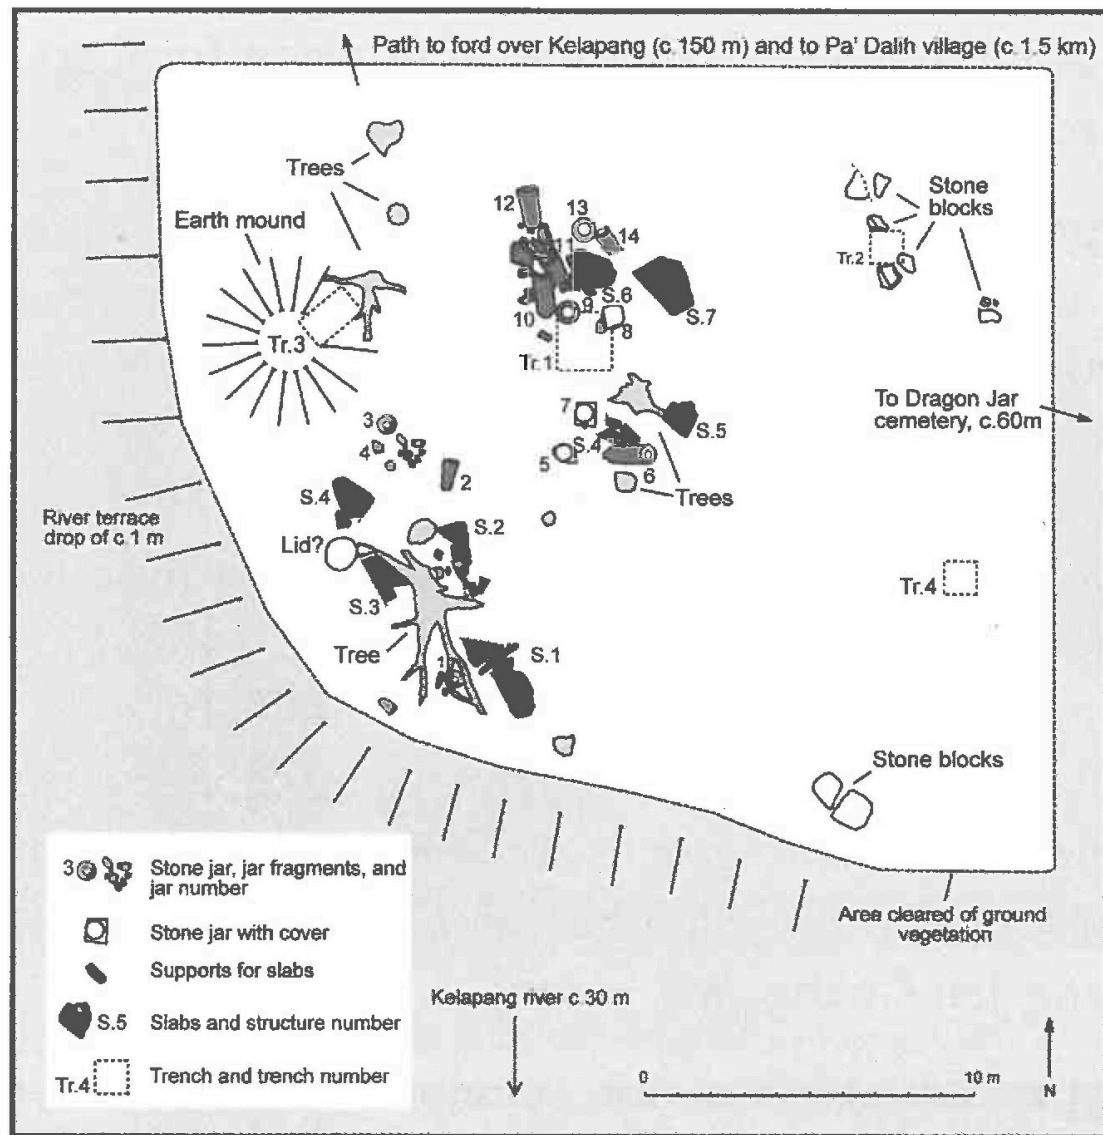 Path to ford over Kelapang (c 150 m) and to Pa' Dalih village (c 1.5 km)
Trees
Stone
blocks
12
13
14
Earth mound
11
Tr.2
S.6
9
S.7
10
8
Tr.3
Tr.1
To Dragon Jar
cemetery, c.60m
3
7
S.5
4
S.4
5
6
2
Trees
S.4
River terrace
drop of c 1 m
S.2
Lid?
S.3
Tr.4
Tree
S.1
1
Stone blocks
3
Stone jar, jar fragments, and
jar number
Area cleared of ground
vegetation
Stone jar with cover
Supports for slabs
Kelapang river c 30 m
S.5
Slabs and structure number
Tr.4
Trench and trench number
0
10 m
N